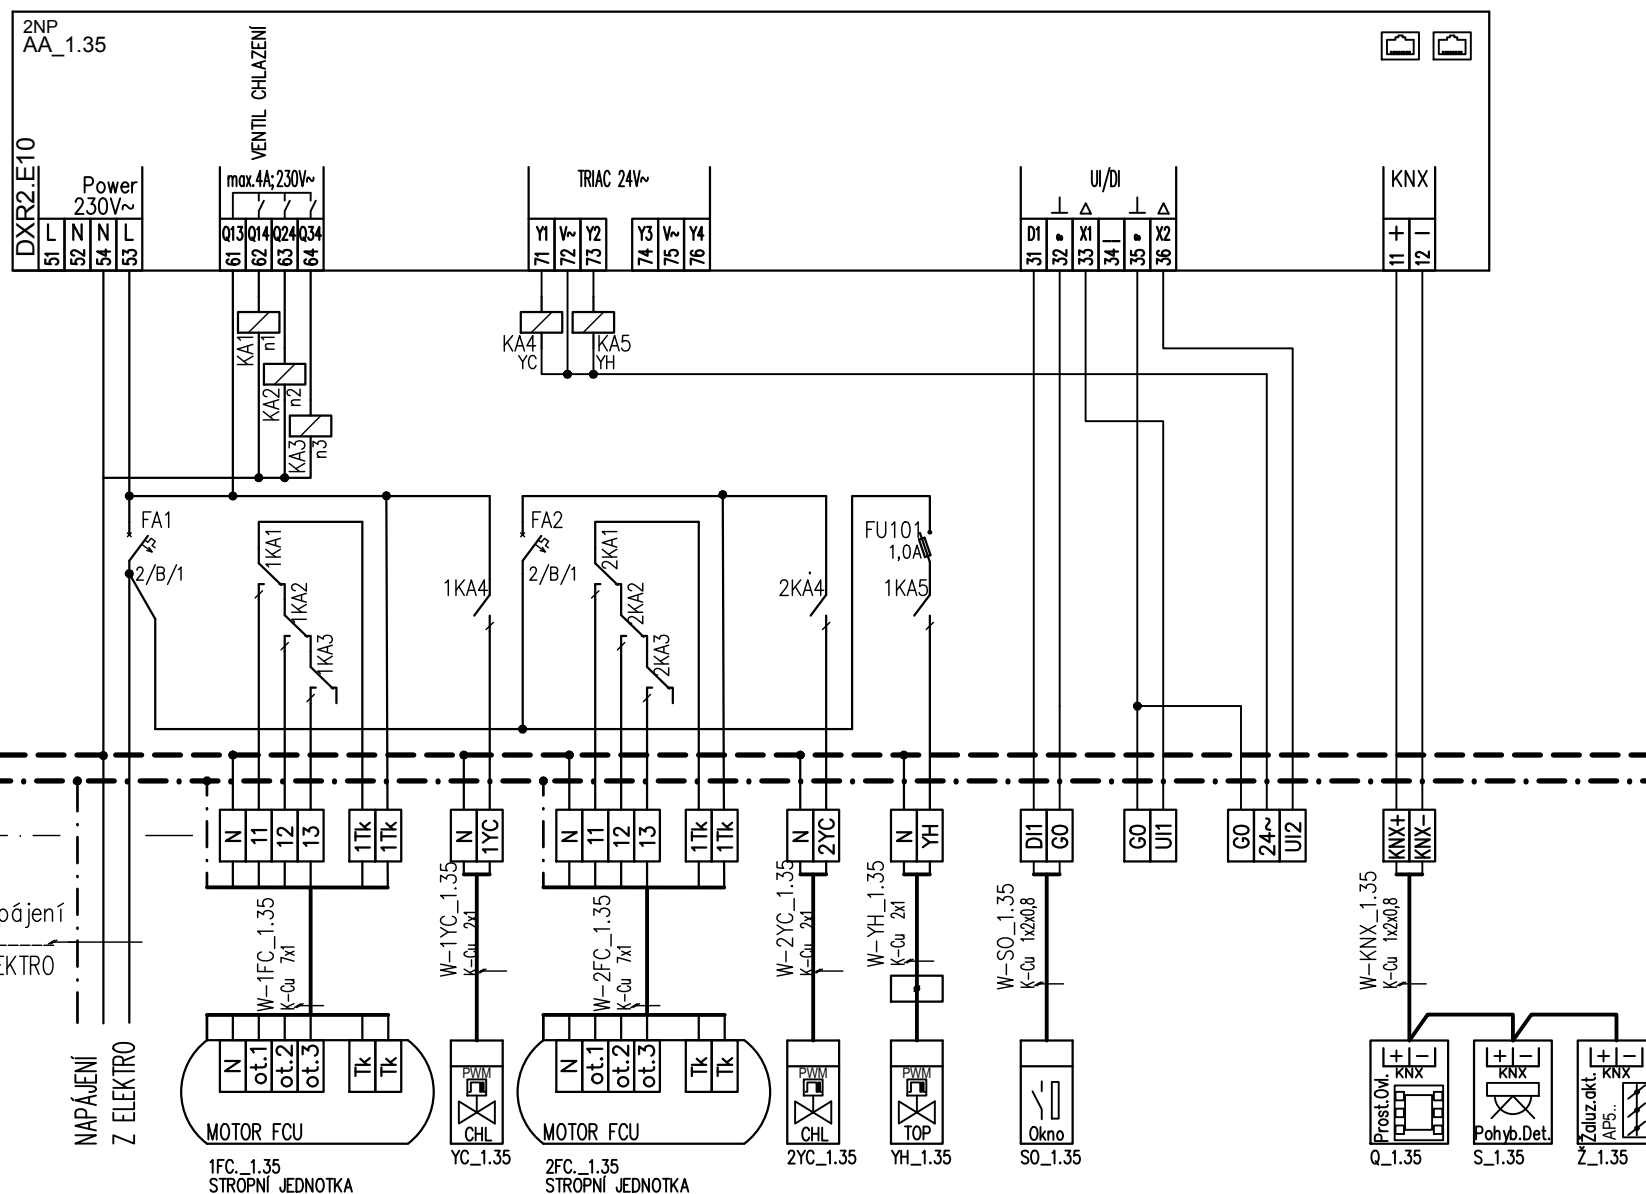 2NP
AA_1.35
DXR2.E10
VENTIL CHLAZENÍ
Power
230V~
max.4A;230V~
TRIAC 24V~
UI/DI
KNX
L N N L
51 52 54 53
Q13 Q14 Q24 Q34
61 62 63 64
Y1 V~ Y2
71 72 73
Y3 V~ Y4
74 75 76
D1 X1 X2
31 32 33 34 35 36
+ −
11 12
KA1
n1
KA2
n2
KA3
n3
KA4
YC
KA5
YH
FA1
2/B/1
1KA1
1KA2
1KA3
1KA4
FA2
2/B/1
2KA1
2KA2
2KA3
2KA4
FU101
1,0A
1KA5
N 11 12 13 1Tk 1Tk
N 1YC
N 11 12 13 1Tk 1Tk
N 2YC
N YH
DI1 G0
G0 UI1
G0 24~ UI2
KNX+ KNX−
pájení
EKTRO
W−1FC_1.35
K−Cu 7x1
W−1YC_1.35
K−Cu 2x1
W−2FC_1.35
K−Cu 7x1
W−2YC_1.35
K−Cu 2x1
W−YH_1.35
K−Cu 2x1
W−SO_1.35
K−Cu 1x2x0,8
W−KNX_1.35
K−Cu 1x2x0,8
NAPÁJENÍ
Z ELEKTRO
N ot.1 ot.2 ot.3 Tk Tk
MOTOR FCU
1FC._1.35
STROPNÍ JEDNOTKA
PWM
CHL
YC_1.35
N ot.1 ot.2 ot.3 Tk Tk
MOTOR FCU
2FC._1.35
STROPNÍ JEDNOTKA
PWM
CHL
2YC_1.35
PWM
TOP
YH_1.35
Okno
SO_1.35
+ −
KNX
Prost.Ovl.
Q_1.35
+ −
KNX
Pohyb.Det.
S_1.35
+ −
KNX
Žaluz.akt.
AP5..
Ž_1.35